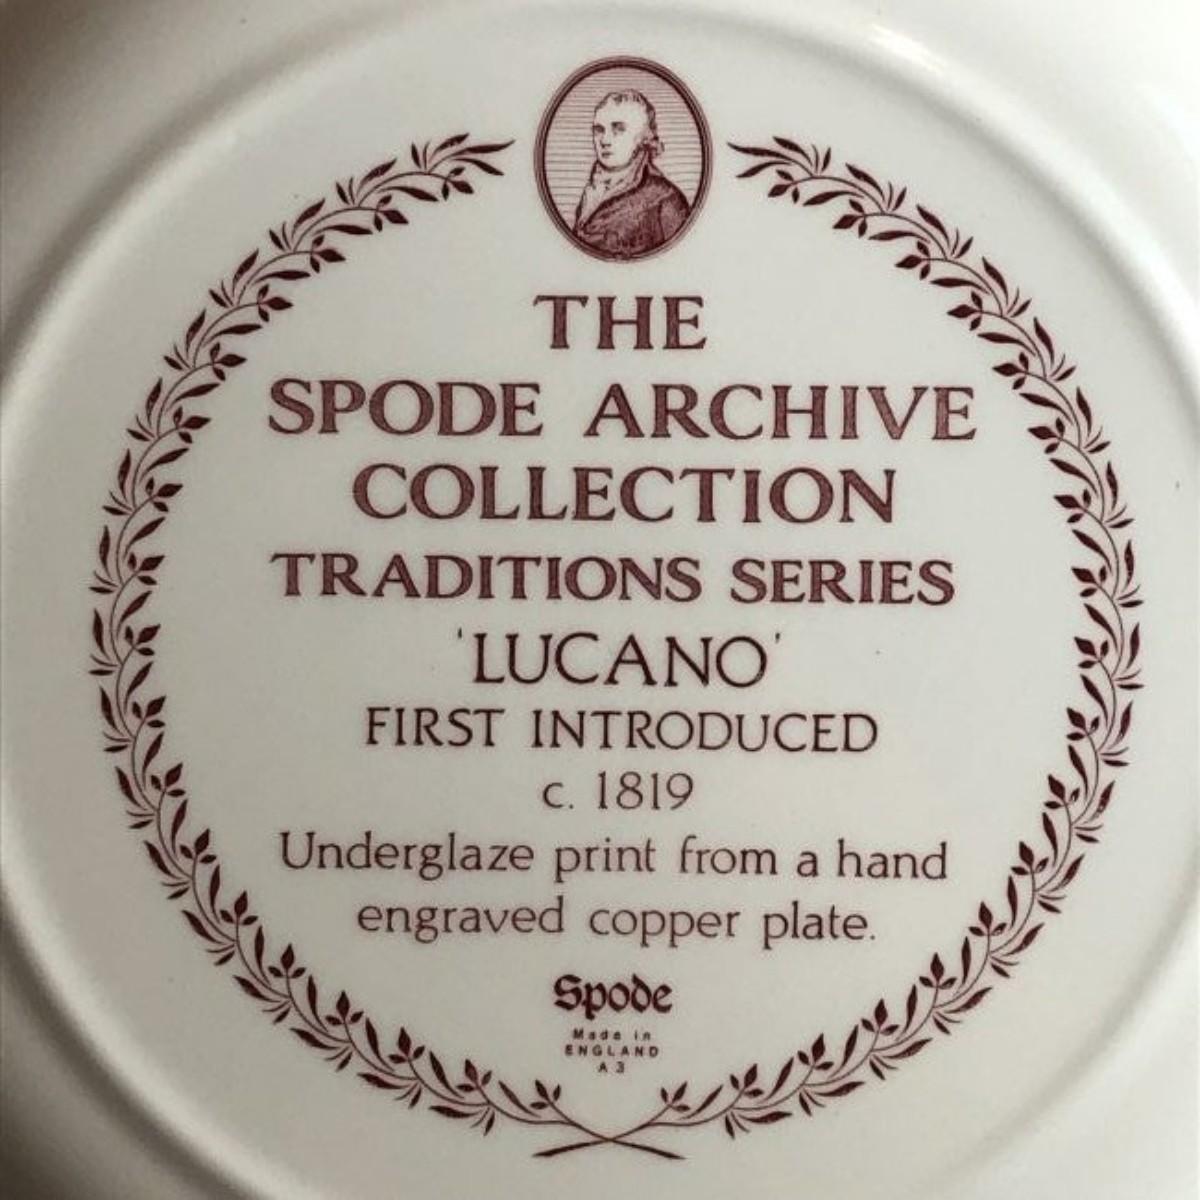 THE
SPODE ARCHIVE
COLLECTION
TRADITIONS SERIES
'LUCANO'
FIRST INTRODUCED
c. 1819
Underglaze print from a hand
engraved copper plate.
Spode
Made in
ENGLAND
A 3